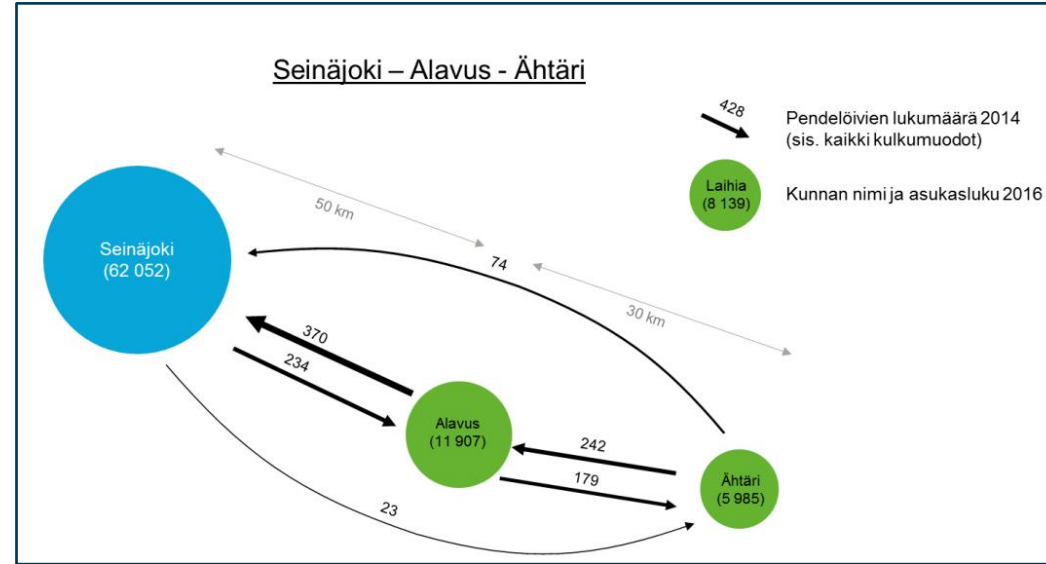 Seinäjoki – Alavus - Ähtäri
428
Pendelöivien lukumäärä 2014
(sis. kaikki kulkumuodot)
Laihia
(8 139)
Kunnan nimi ja asukasluku 2016
50 km
Seinäjoki
(62 052)
74
30 km
370
234
Alavus
(11 907)
242
179
Ähtäri
(5 985)
23